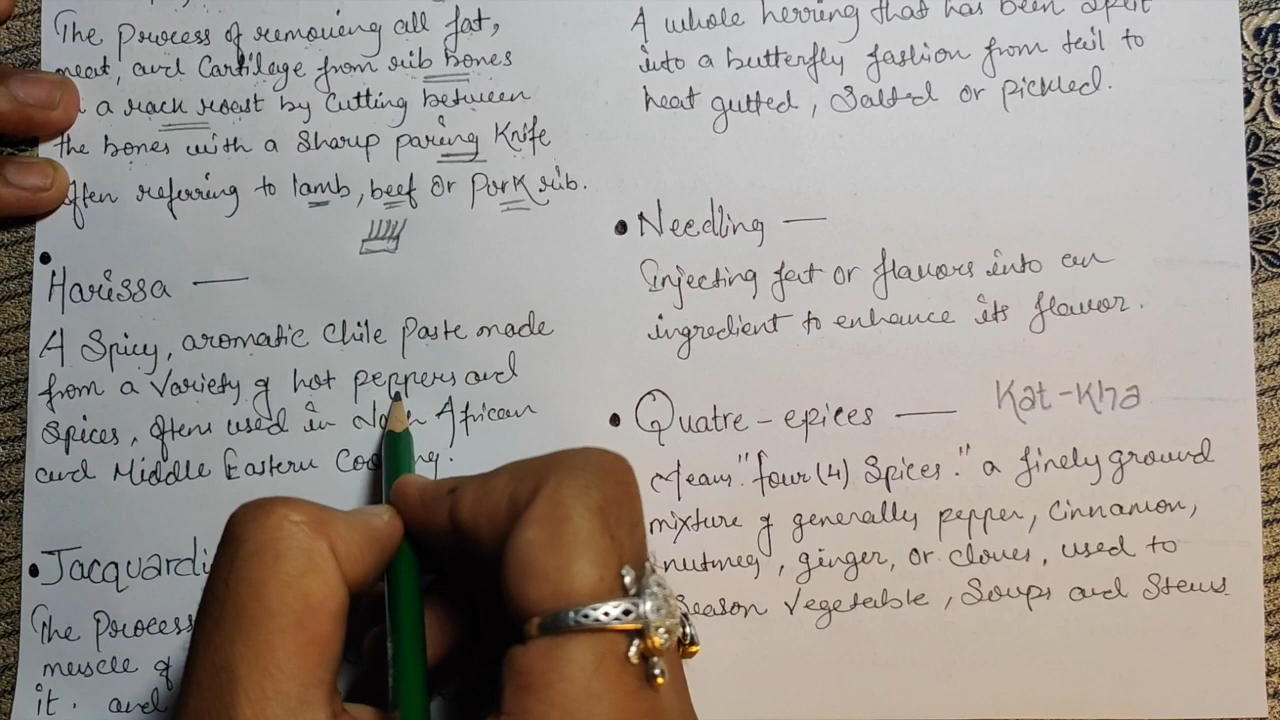 The process of removing all fat,
meat, and Cartilage from rib bones
a rack roast by Cutting between
the bones with a Sharp paring Knife
Often referring to lamb, beef Or Pork rib.
• Harissa —
A Spicy, aromatic Chile Paste made
from a Variety of hot peppers and
Spices, Often used in African
and Middle Eastern
• Jacquardi
The Process
muscle of
it. and
A whole herring that has been Split
into a butterfly fashion from tail to
heat gutted, Salted or pickled.
• Needling —
Injecting fat or flavors into an
ingredient to enhance its flavor.
• Quatre-epices — Kat-Kha
Means "four (4) Spices." a finely ground
mixture of generally pepper, Cinnamon,
nutmeg, ginger, or cloves, used to
Season Vegetable, Soups and Stews